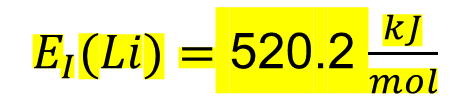 E_I(Li) = 520.2 kJ/mol